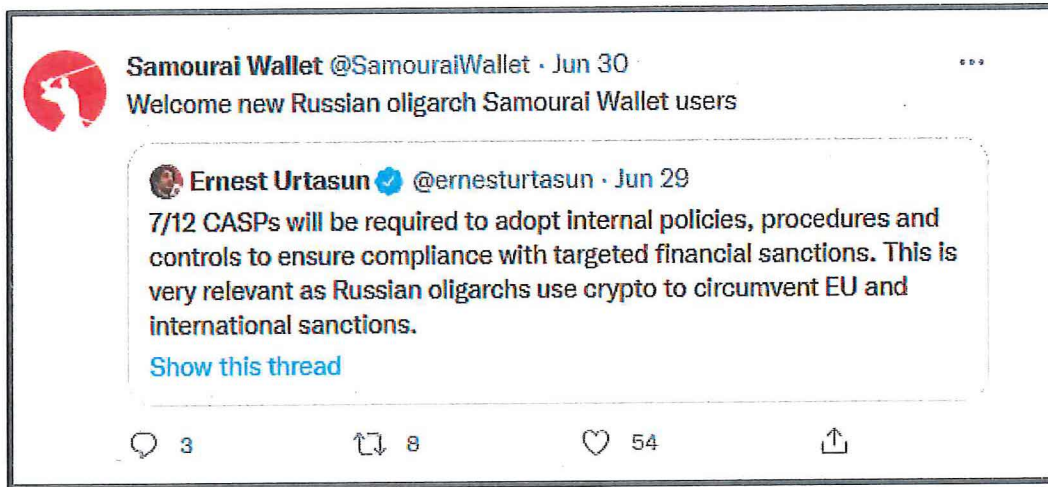 Samourai Wallet @SamouraiWallet · Jun 30
Welcome new Russian oligarch Samourai Wallet users
Ernest Urtasun @ernesturtasun · Jun 29
7/12 CASPs will be required to adopt internal policies, procedures and
controls to ensure compliance with targeted financial sanctions. This is
very relevant as Russian oligarchs use crypto to circumvent EU and
international sanctions.
Show this thread
3 8 54